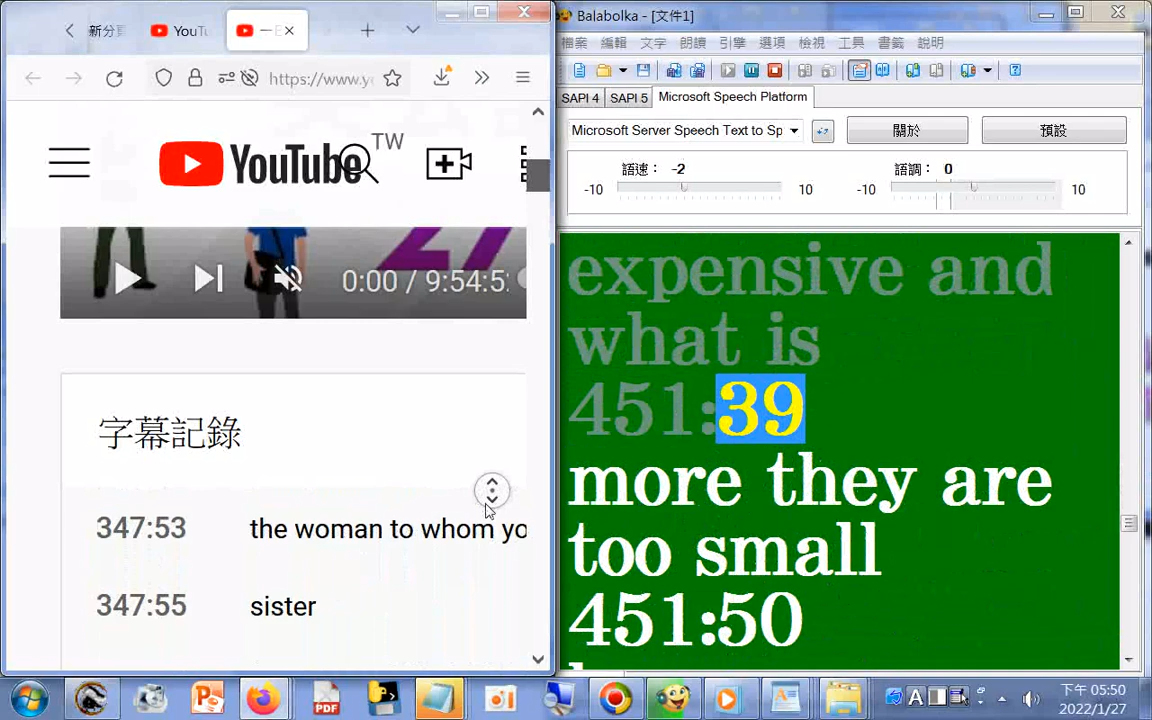 新分
YouTu
一 E
https://www.y
YouTube
TW
27
0:00 / 9:54:5
字幕記錄
347:53 the woman to whom yo
347:55 sister
Balabolka - [文件1]
檔案 編輯 文字 朗讀 引擎 選項 檢視 工具 書籤 說明
SAPI 4 SAPI 5 Microsoft Speech Platform
Microsoft Server Speech Text to Sp
關於
預設
語速： -2
-10 10
語調： 0
-10 10
expensive and
what is
451:39
more they are
too small
451:50
PDF
A
下午 05:50
2022/1/27